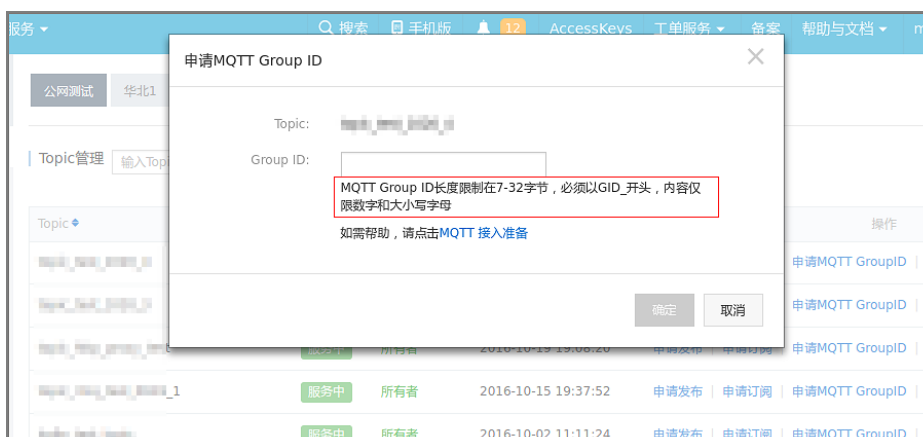 服务
搜索 手机版 12 AccessKeys 工单服务 备案 帮助与文档
申请MQTT Group ID
公网测试 华北1
Topic:
Group ID:
Topic管理 输入Topi
MQTT Group ID长度限制在7-32字节，必须以GID_开头，内容仅
限数字和大小写字母
如需帮助，请点击MQTT 接入准备
Topic 操作
申请MQTT GroupID
确定 取消
申请MQTT GroupID
服务中 所有者 2016-10-19 19:08:20 申请发布 申请订阅 申请MQTT GroupID
_1 服务中 所有者 2016-10-15 19:37:52 申请发布 申请订阅 申请MQTT GroupID
服务中 所有者 2016-10-02 11:11:24 申请发布 申请订阅 申请MQTT GroupID